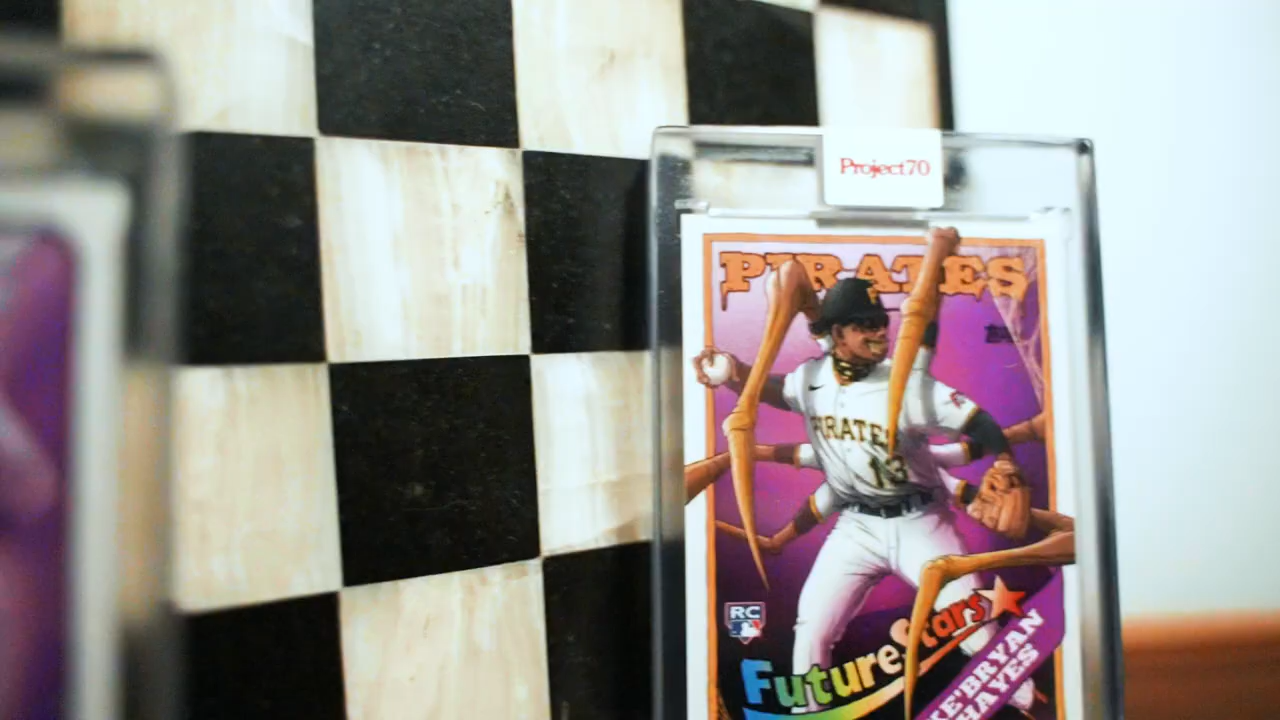 Project70
PIRATES
PIRATES
13
RC
Future Stars
KE'BRYAN
HAYES